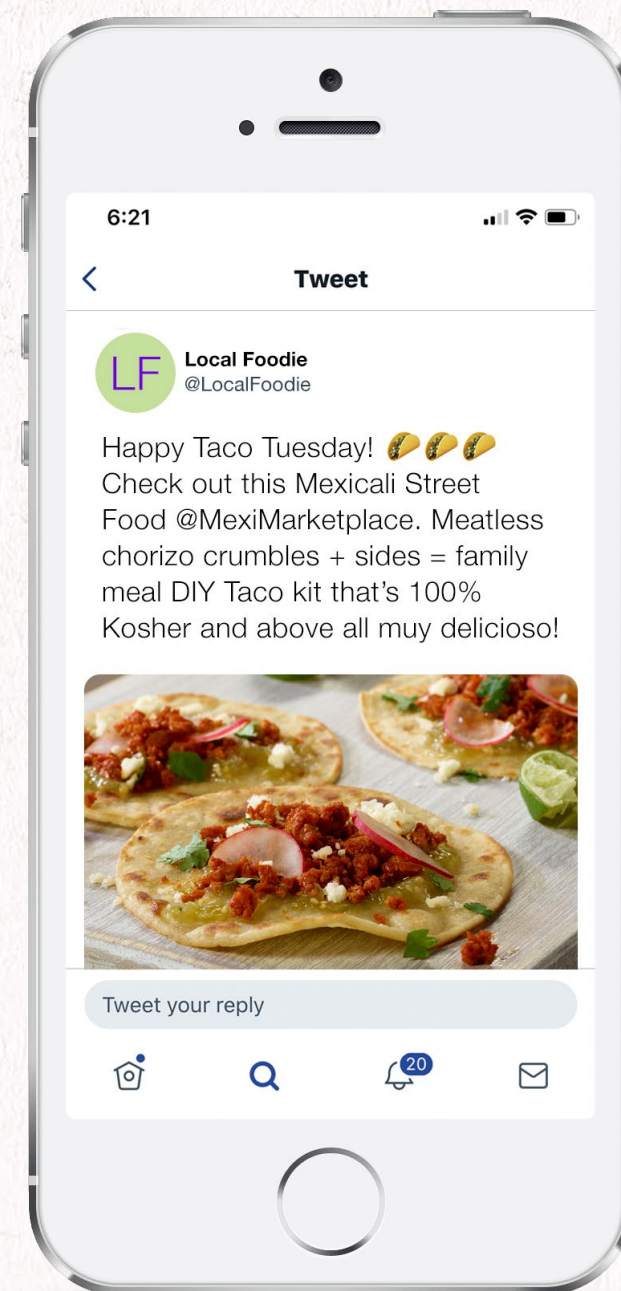 6:21
Tweet
LF
Local Foodie
@LocalFoodie
Happy Taco Tuesday! 🌮🌮🌮
Check out this Mexicali Street
Food @MexiMarketplace. Meatless
chorizo crumbles + sides = family
meal DIY Taco kit that’s 100%
Kosher and above all muy delicioso!
Tweet your reply
20